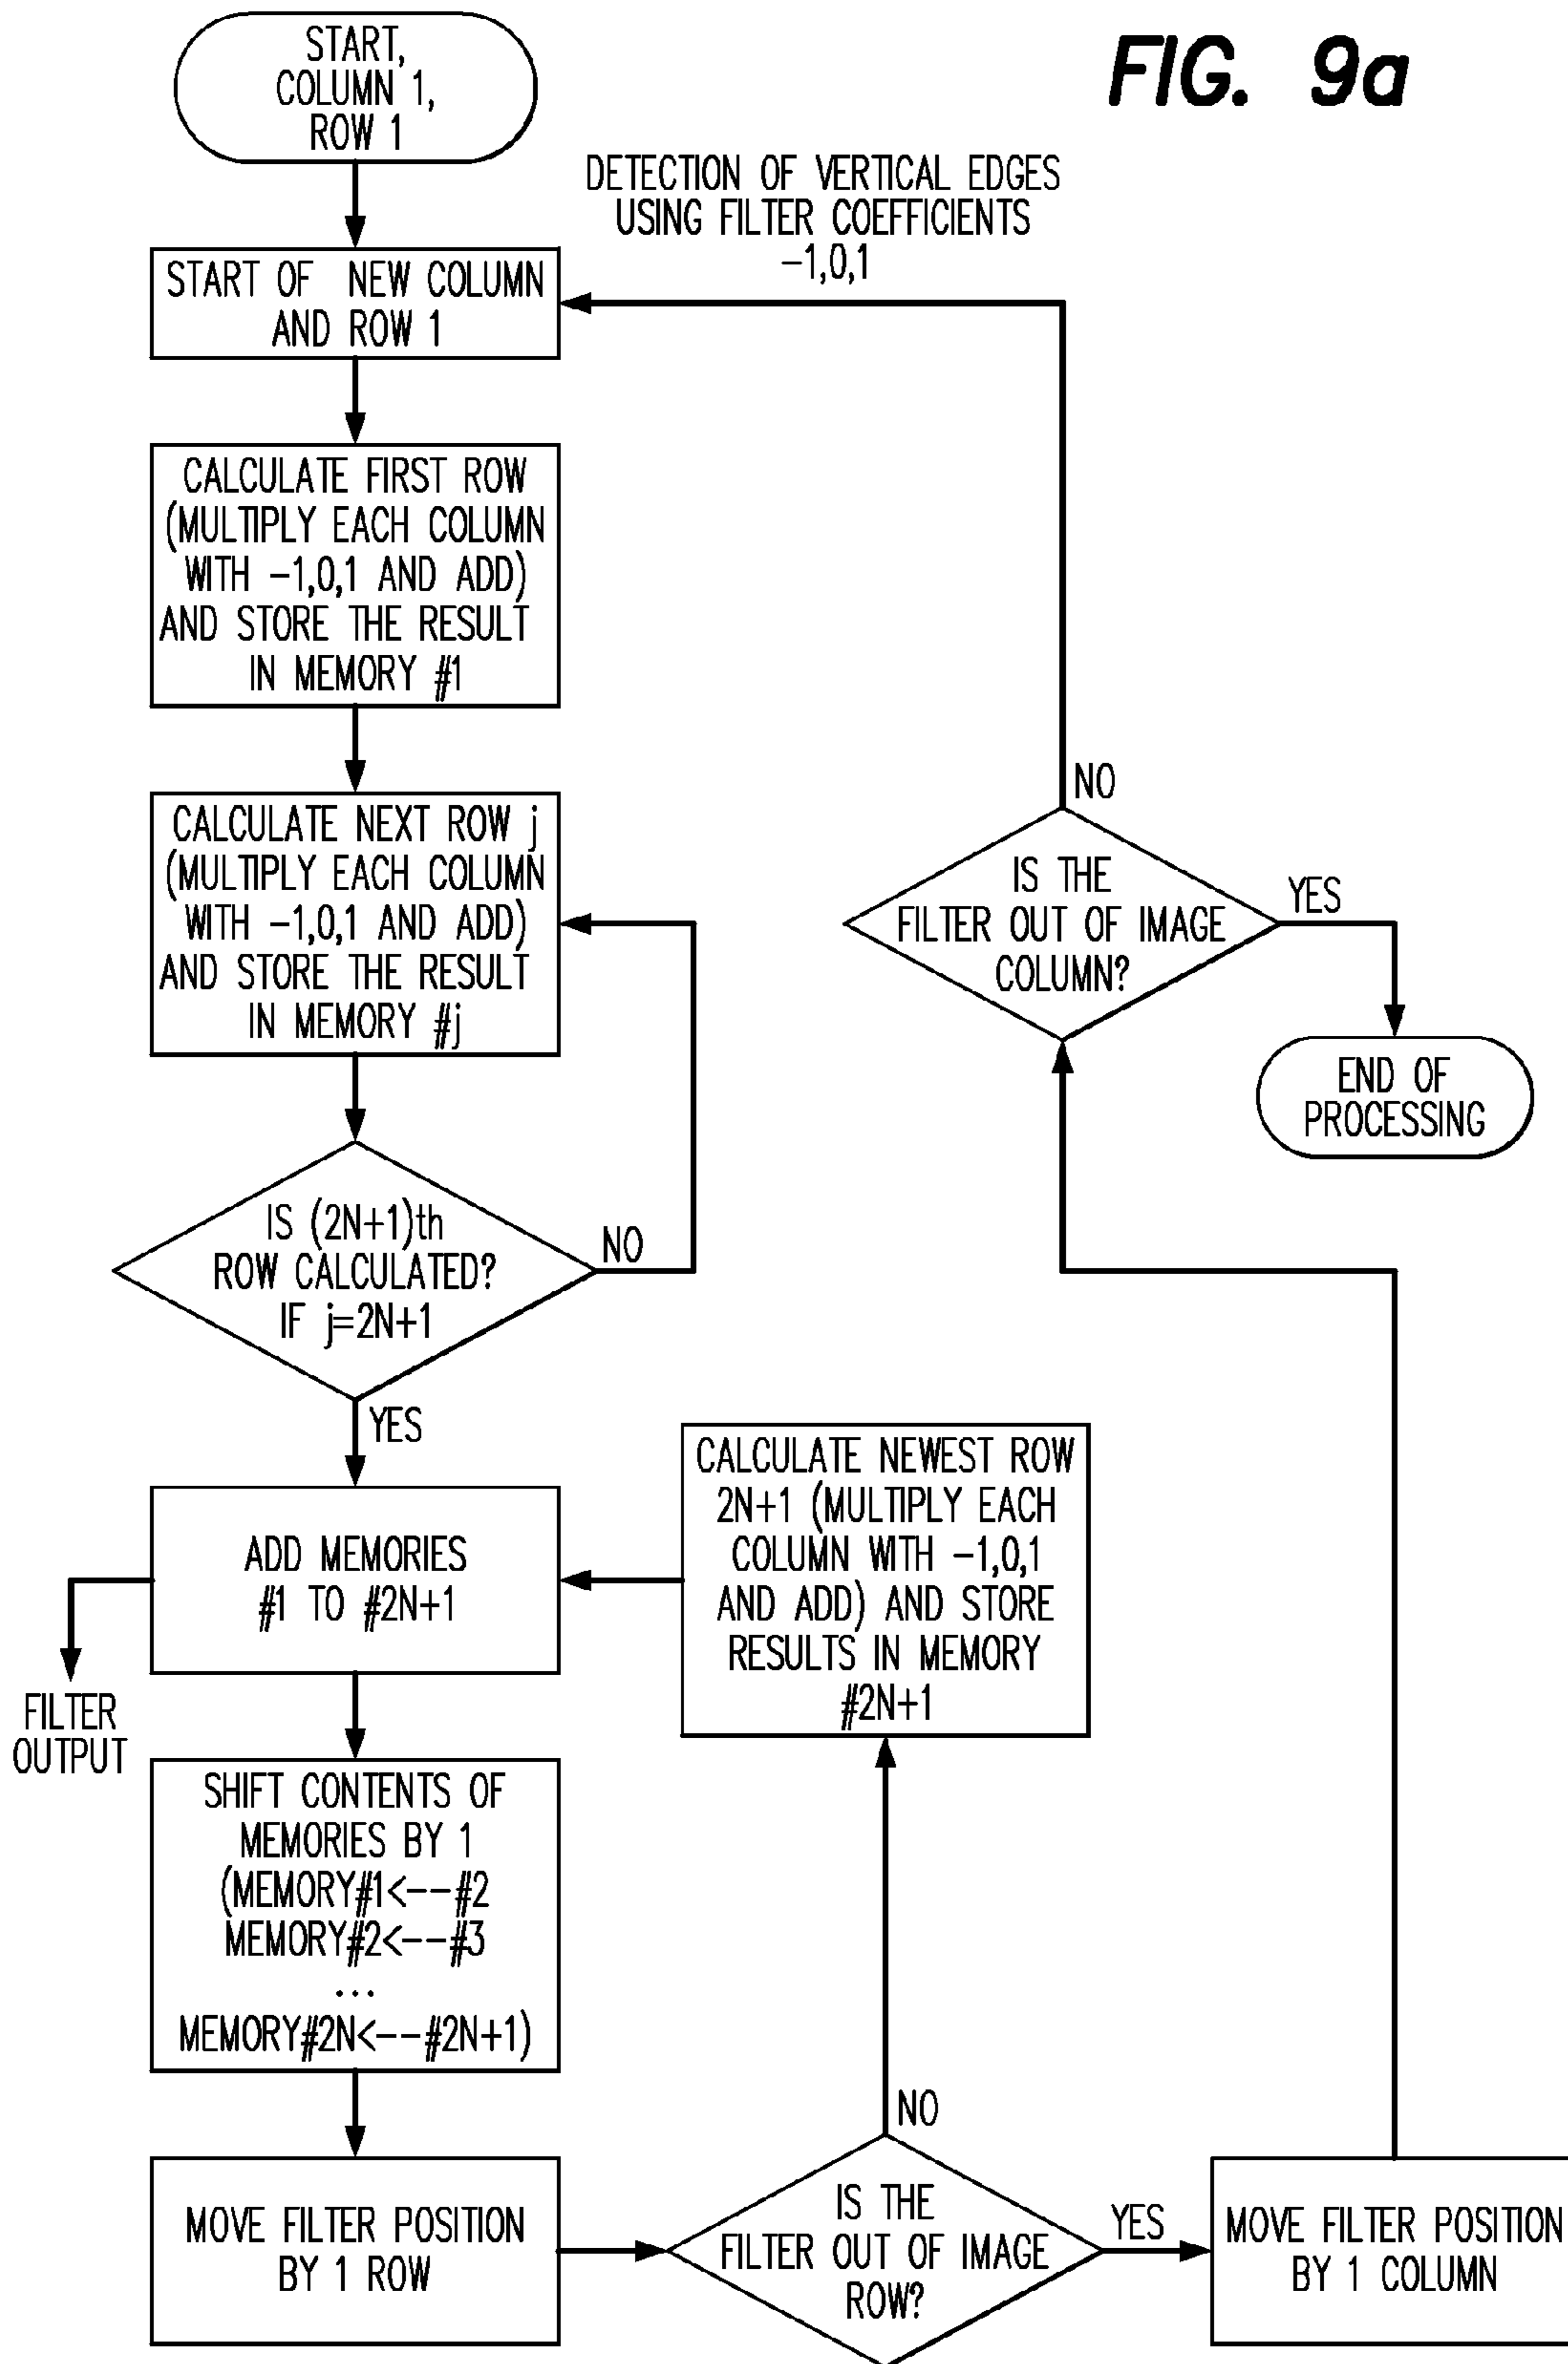 FIG. 9a
START,
COLUMN 1,
ROW 1
DETECTION OF VERTICAL EDGES
USING FILTER COEFFICIENTS
-1,0,1
START OF NEW COLUMN
AND ROW 1
CALCULATE FIRST ROW
(MULTIPLY EACH COLUMN
WITH -1,0,1 AND ADD)
AND STORE THE RESULT
IN MEMORY #1
CALCULATE NEXT ROW j
(MULTIPLY EACH COLUMN
WITH -1,0,1 AND ADD)
AND STORE THE RESULT
IN MEMORY #j
NO
IS THE
FILTER OUT OF IMAGE
COLUMN?
YES
END OF
PROCESSING
IS (2N+1)th
ROW CALCULATED?
IF j=2N+1
NO
YES
ADD MEMORIES
#1 TO #2N+1
CALCULATE NEWEST ROW
2N+1 (MULTIPLY EACH
COLUMN WITH -1,0,1
AND ADD) AND STORE
RESULTS IN MEMORY
#2N+1
FILTER
OUTPUT
SHIFT CONTENTS OF
MEMORIES BY 1
(MEMORY#1<--#2
MEMORY#2<--#3
...
MEMORY#2N<--#2N+1)
NO
MOVE FILTER POSITION
BY 1 ROW
IS THE
FILTER OUT OF IMAGE
ROW?
YES
MOVE FILTER POSITION
BY 1 COLUMN